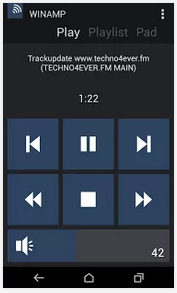 WINAMP
Play Playlist Pad
Trackupdate www.techno4ever.fm
(TECHNO4EVER.FM MAIN)
1:22
42